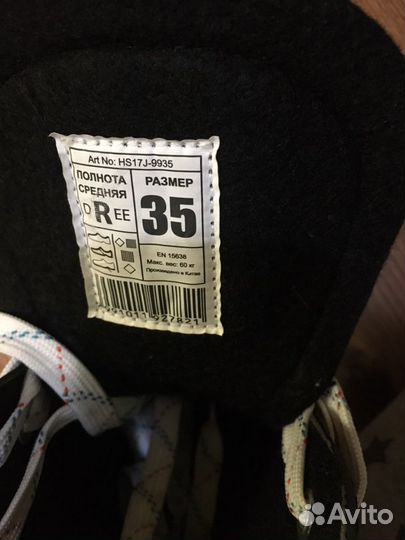 Art No: HS17J-9935
ПОЛНОТА
СРЕДНЯЯ
D R EE
РАЗМЕР
35
EN 15638
Макс. вес: 60 кг
Произведено в Китае
Avito